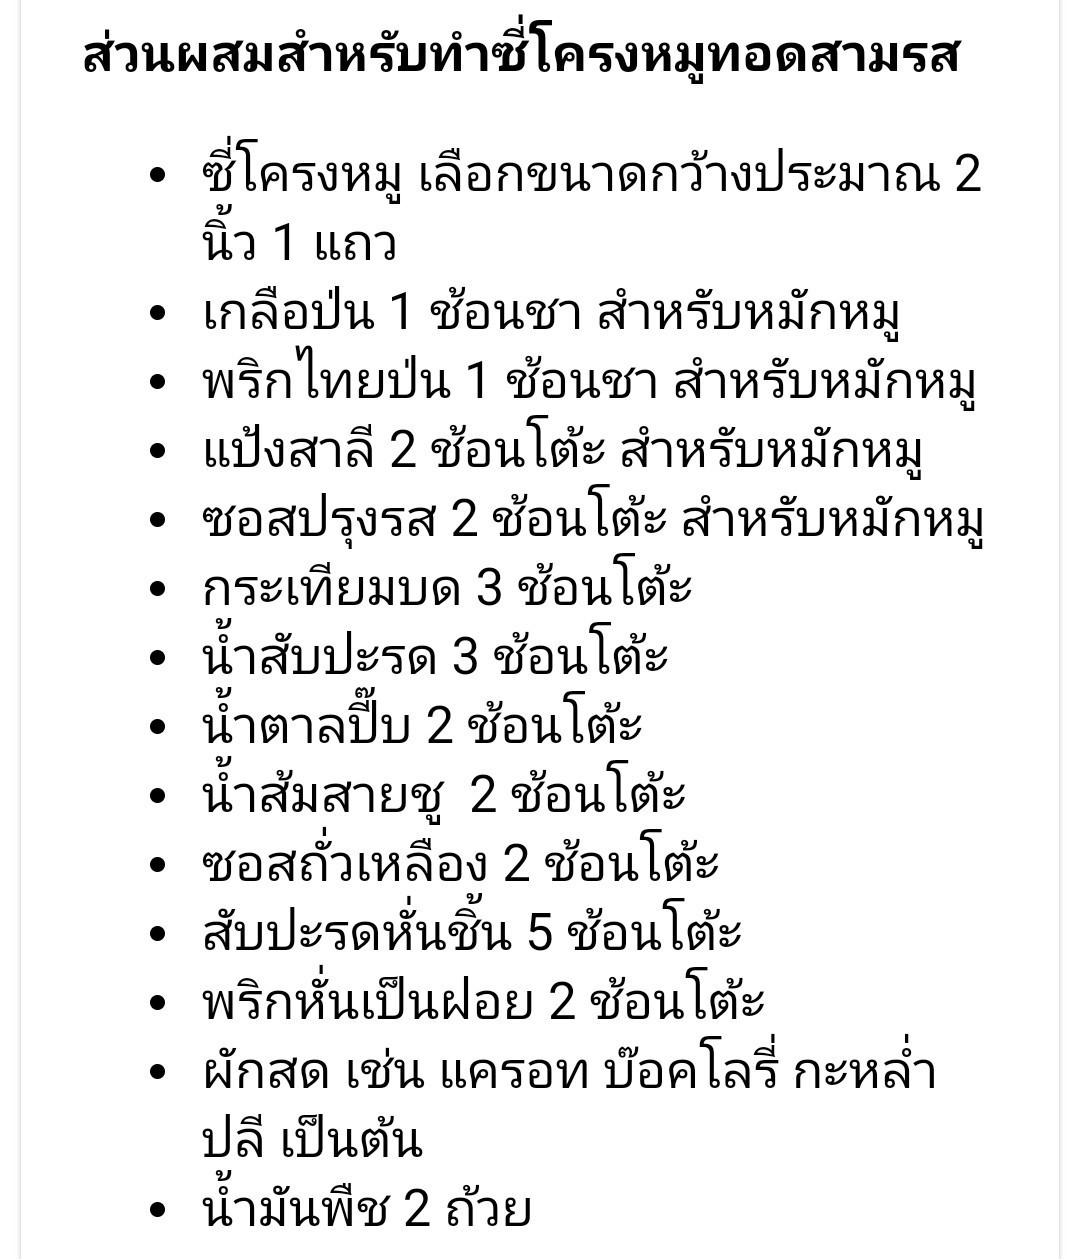 ส่วนผสมสำหรับทำซี่โครงหมูทอดสามรส
• ซี่โครงหมู เลือกขนาดกว้างประมาณ 2
นิ้ว 1 แถว
• เกลือป่น 1 ช้อนชา สำหรับหมักหมู
• พริกไทยป่น 1 ช้อนชา สำหรับหมักหมู
• แป้งสาลี 2 ช้อนโต้ะ สำหรับหมักหมู
• ซอสปรุงรส 2 ช้อนโต้ะ สำหรับหมักหมู
• กระเทียมบด 3 ช้อนโต้ะ
• น้ำสับปะรด 3 ช้อนโต้ะ
• น้ำตาลปี๊บ 2 ช้อนโต้ะ
• น้ำส้มสายชู 2 ช้อนโต้ะ
• ซอสถั่วเหลือง 2 ช้อนโต้ะ
• สับปะรดหั่นชิ้น 5 ช้อนโต้ะ
• พริกหั่นเป็นฝอย 2 ช้อนโต้ะ
• ผักสด เช่น แครอท บ๊อคโลรี่ กะหล่ำ
ปลี เป็นต้น
• น้ำมันพืช 2 ถ้วย